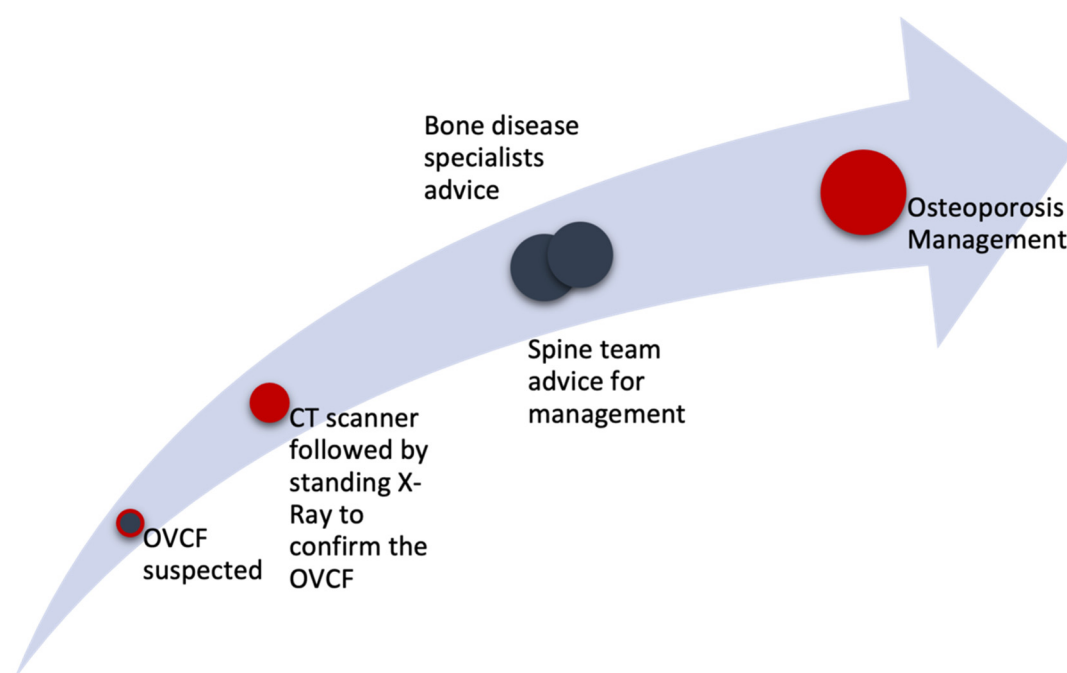 Bone disease
specialists
advice
Osteoporosis
Management
Spine team
advice for
management
CT scanner
followed by
standing X-
Ray to
confirm the
OVCF
OVCF
suspected